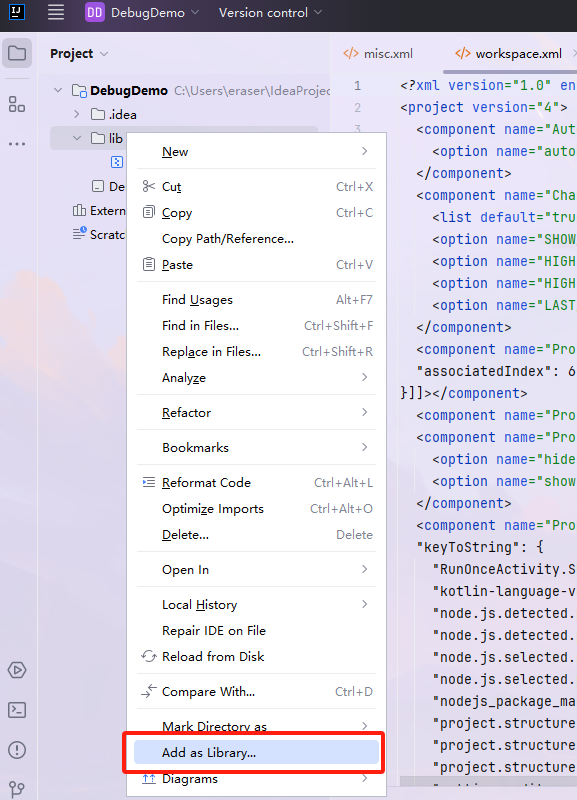 IJ
DD DebugDemo Version control
Project
misc.xml workspace.xml
DebugDemo C:\Users\eraser\IdeaProjec
.idea
lib
De
Extern
Scratc
New
Cut Ctrl+X
Copy Ctrl+C
Copy Path/Reference...
Paste Ctrl+V
Find Usages Alt+F7
Find in Files... Ctrl+Shift+F
Replace in Files... Ctrl+Shift+R
Analyze
Refactor
Bookmarks
Reformat Code Ctrl+Alt+L
Optimize Imports Ctrl+Alt+O
Delete... Delete
Open In
Local History
Repair IDE on File
Reload from Disk
Compare With... Ctrl+D
Mark Directory as
Add as Library...
Diagrams
1 <?xml version="1.0" en
2 <project version="4">
3 <component name="Aut
<option name="auto
</component>
<component name="Cha
<list default="tru
<option name="SHOW
<option name="HIGH
<option name="HIGH
<option name="LAST
</component>
<component name="Pro
"associatedIndex": 6
}]]></component>
<component name="Pro
<component name="Pro
<option name="hide
<option name="show
</component>
<component name="Pro
"keyToString": {
"RunOnceActivity.S
"kotlin-language-v
"node.js.detected.
"node.js.detected.
"node.js.selected.
"node.js.selected.
"nodejs_package_ma
"project.structure
"project.structure
"project.structure